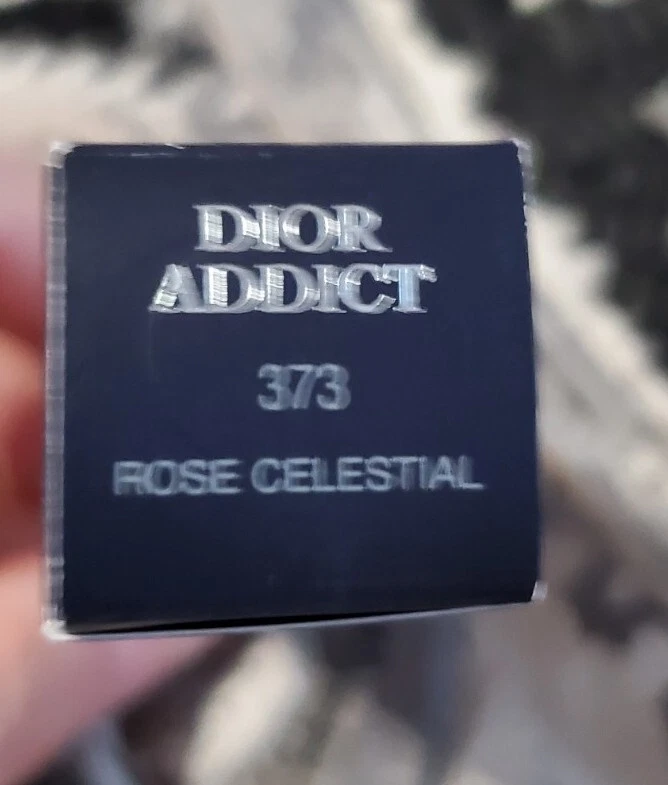 DIOR
ADDICT
373
ROSE CELESTIAL